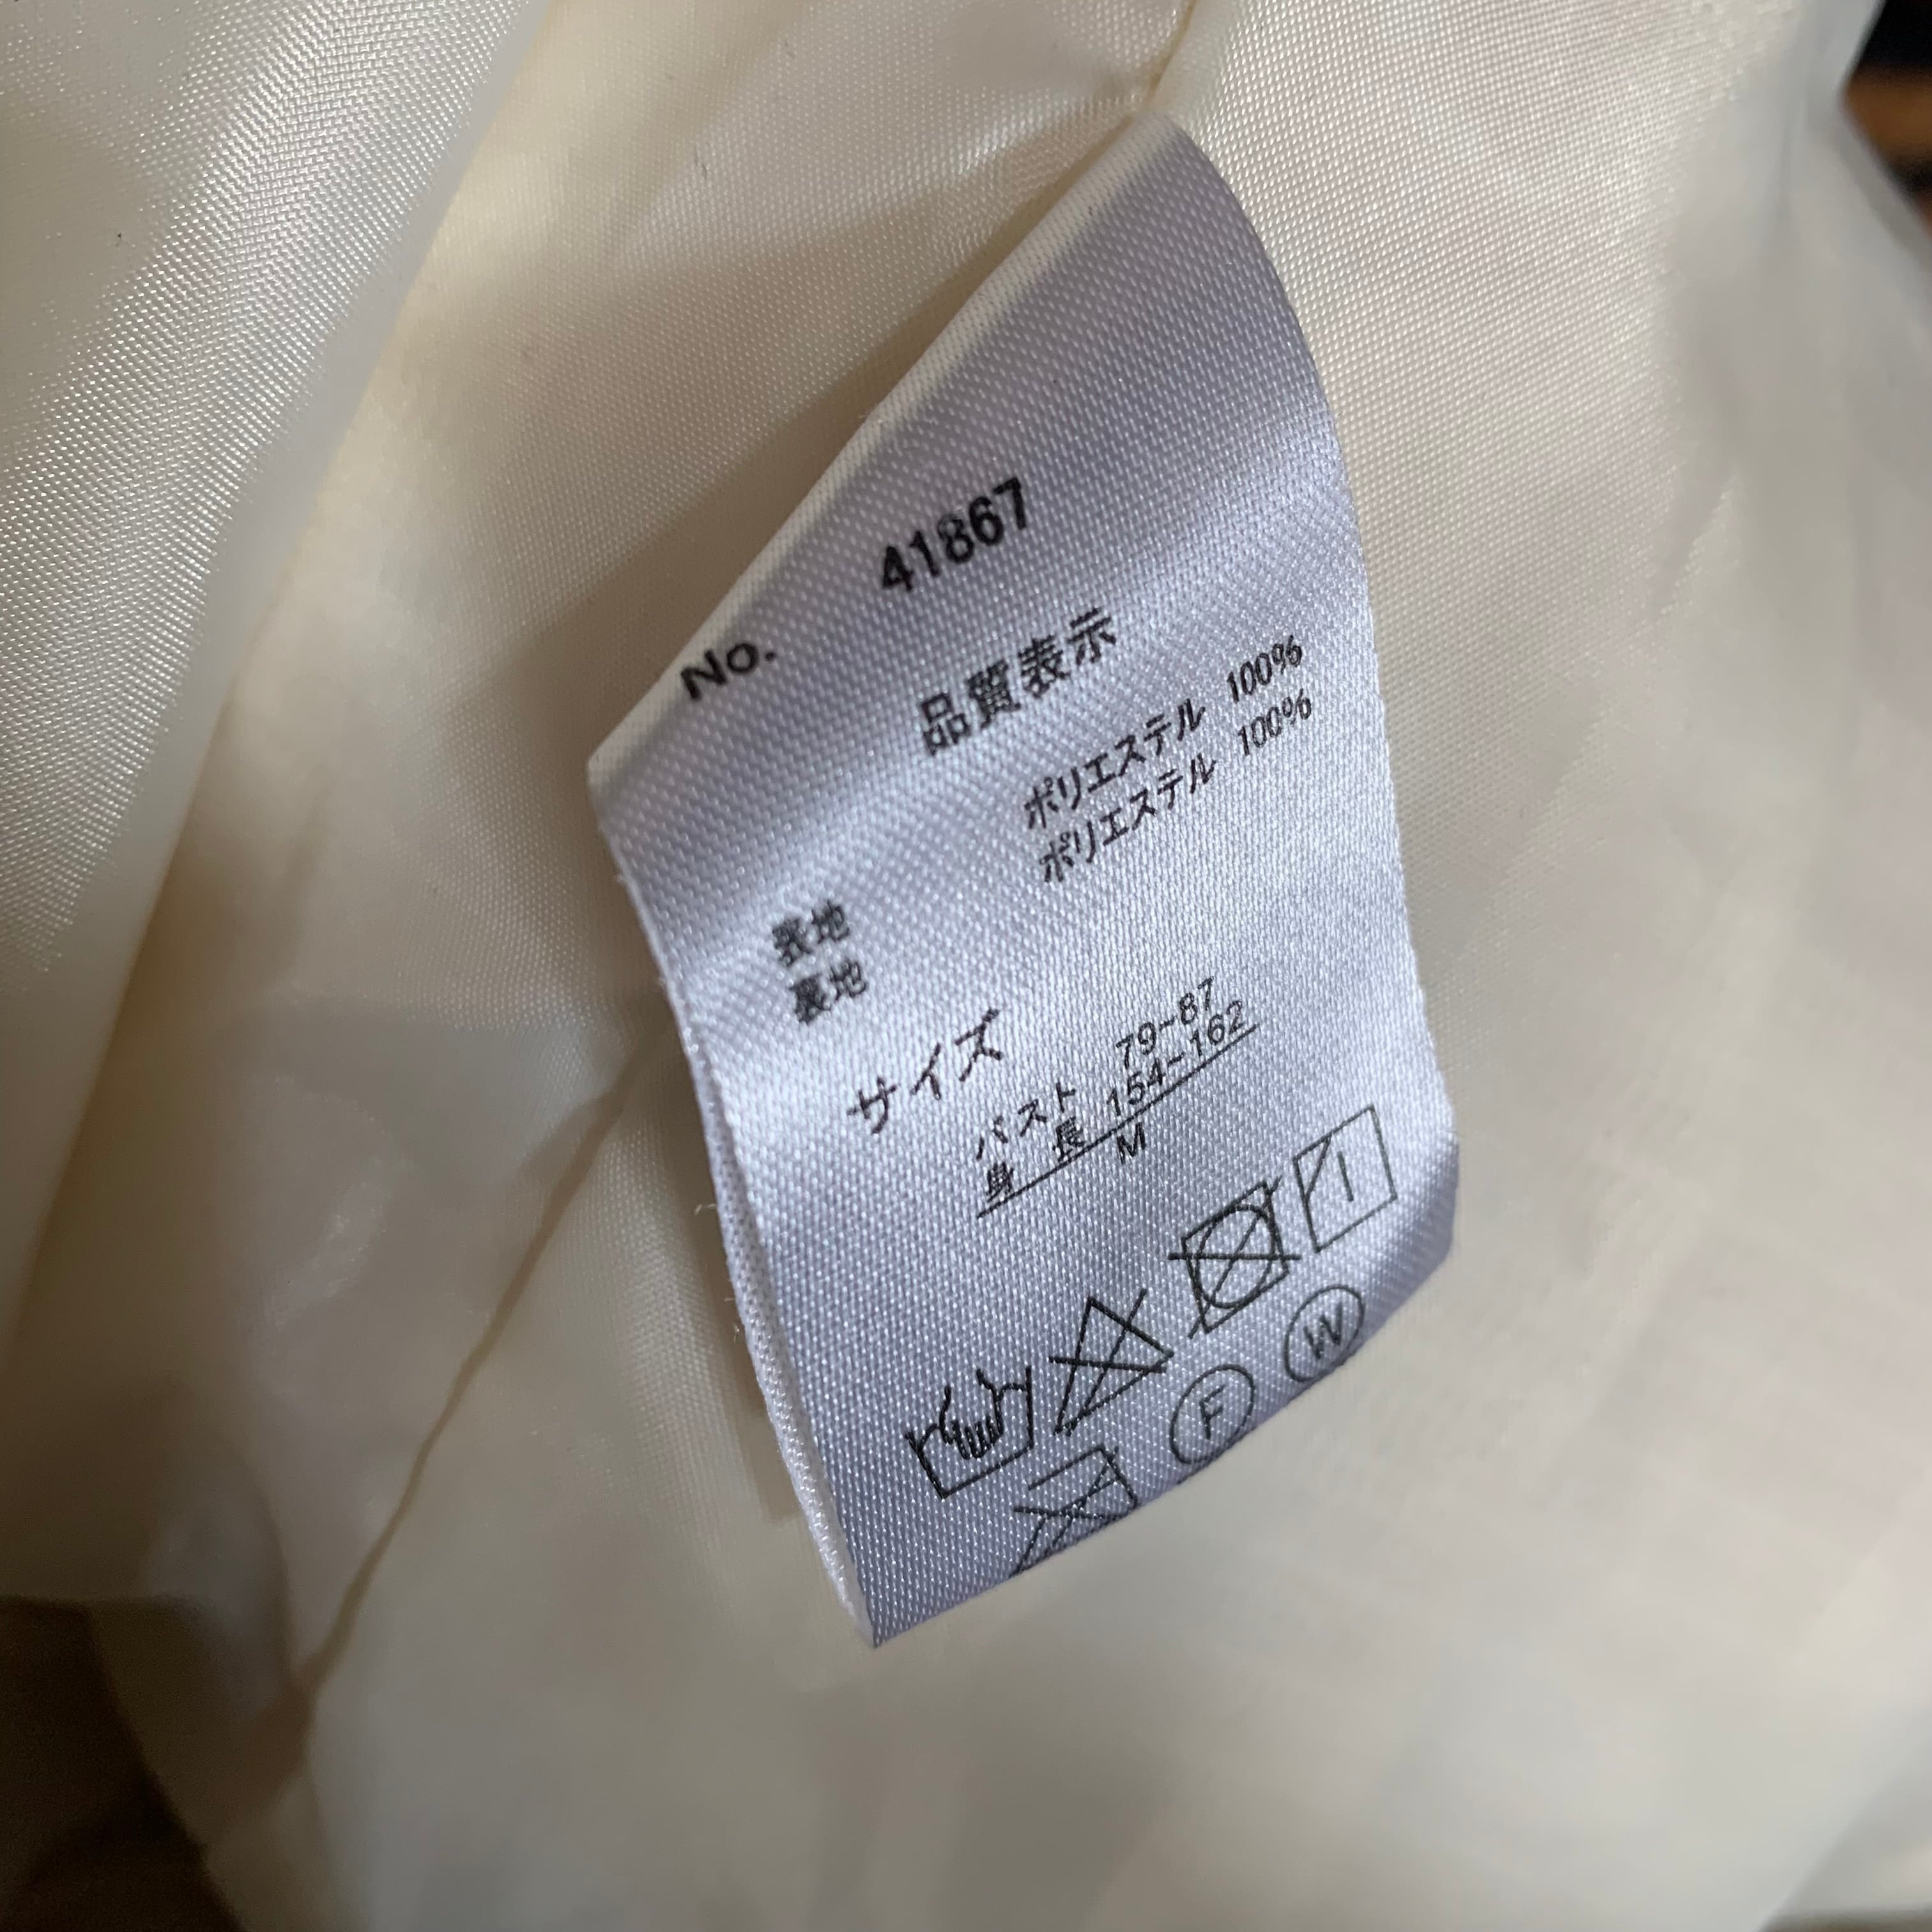 No. 41867
品質表示
表地 ポリエステル 100%
裏地 ポリエステル 100%
サイズ
バスト 79-87
身長 154-162
M
F W